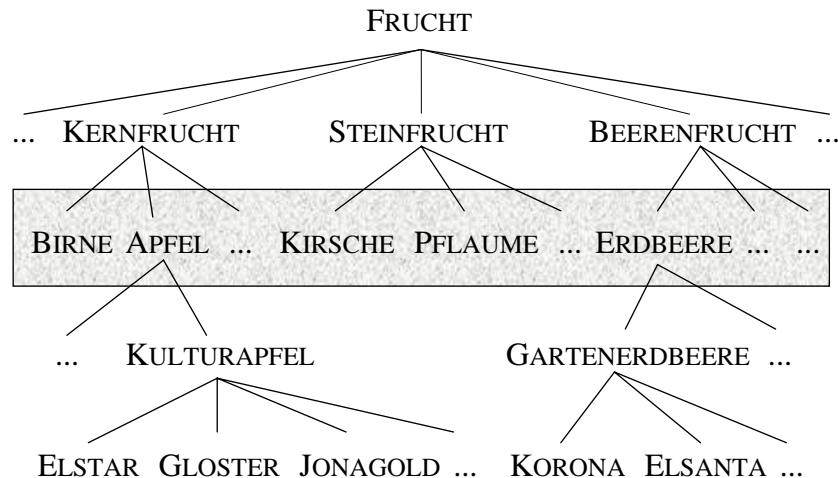 FRUCHT
... KERNFRUCHT STEINFRUCHT BEERENFRUCHT ...
BIRNE APFEL ... KIRSCHE PFLAUME ... ERDBEERE ... ...
... KULTURAPFEL GARTENERDBEERE ...
ELSTAR GLOSTER JONAGOLD ... KORONA ELSANTA ...